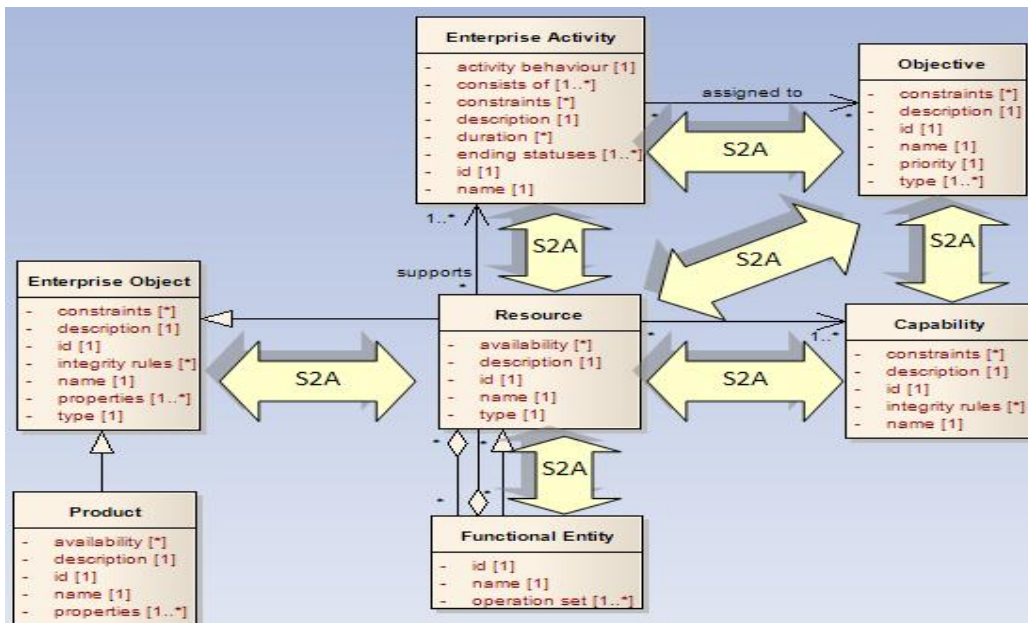 Enterprise Activity
- activity behaviour [1]
- consists of [1..*]
- constraints [*]
- description [1]
- duration [*]
- ending statuses [1..*]
- id [1]
- name [1]
assigned to
*
*
Objective
- constraints [*]
- description [1]
- id [1]
- name [1]
- priority [1]
- type [1..*]
S2A
1..*
S2A
S2A
S2A
supports
*
Enterprise Object
- constraints [*]
- description [1]
- id [1]
- integrity rules [*]
- name [1]
- properties [1..*]
- type [1]
S2A
Resource
- availability [*]
- description [1]
- id [1]
- name [1]
- type [1]
*
1..*
S2A
Capability
- constraints [*]
- description [1]
- id [1]
- integrity rules [*]
- name [1]
*
*
S2A
*
*
Product
- availability [*]
- description [1]
- id [1]
- name [1]
- properties [1..*]
Functional Entity
- id [1]
- name [1]
- operation set [1..*]